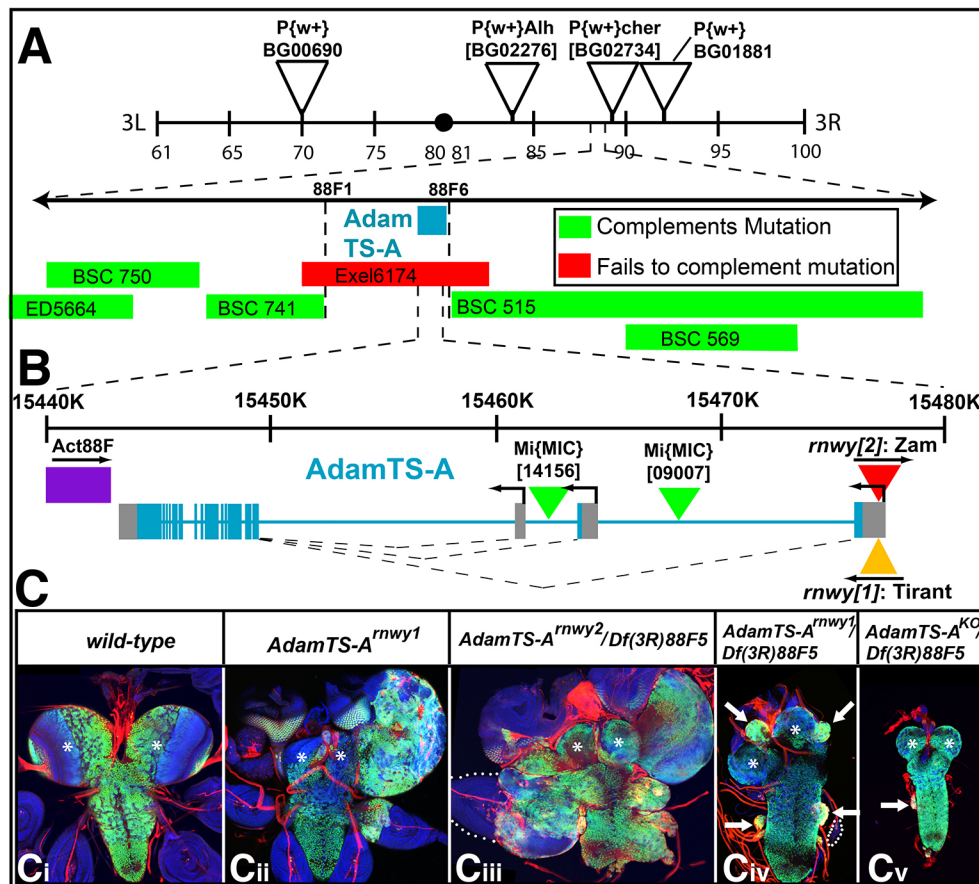 A
P{w+}
BG00690
P{w+}Alh
[BG02276]
P{w+}cher
[BG02734]
P{w+}
BG01881
3L
3R
61
65
70
75
80
81
85
90
95
100
88F1
88F6
Adam
TS-A
Complements Mutation
Fails to complement mutation
Exel6174
BSC 750
ED5664
BSC 741
BSC 515
BSC 569
B
15440K
15450K
15460K
15470K
15480K
Act88F
AdamTS-A
Mi{MIC}
[14156]
Mi{MIC}
[09007]
rnwy[2]: Zam
rnwy[1]: Tirant
C
wild-type
AdamTS-A^rnwy1
AdamTS-A^rnwy2/Df(3R)88F5
AdamTS-A^rnwy1/
Df(3R)88F5
AdamTS-A^KO/
Df(3R)88F5
*
*
*
*
*
*
*
*
*
*
Ci
Cii
Ciii
Civ
Cv